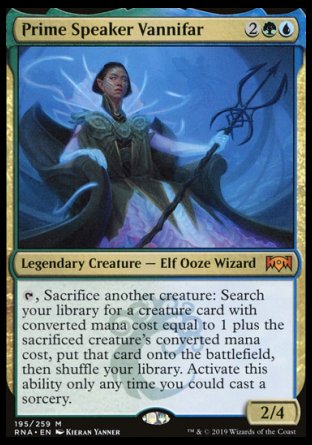 Prime Speaker Vannifar 2
Legendary Creature — Elf Ooze Wizard
, Sacrifice another creature: Search
your library for a creature card with
converted mana cost equal to 1 plus the
sacrificed creature's converted mana
cost, put that card onto the battlefield,
then shuffle your library. Activate this
ability only any time you could cast a
sorcery.
2/4
195/259 M
RNA • EN Kieran Yanner
™ & © 2019 Wizards of the Coast